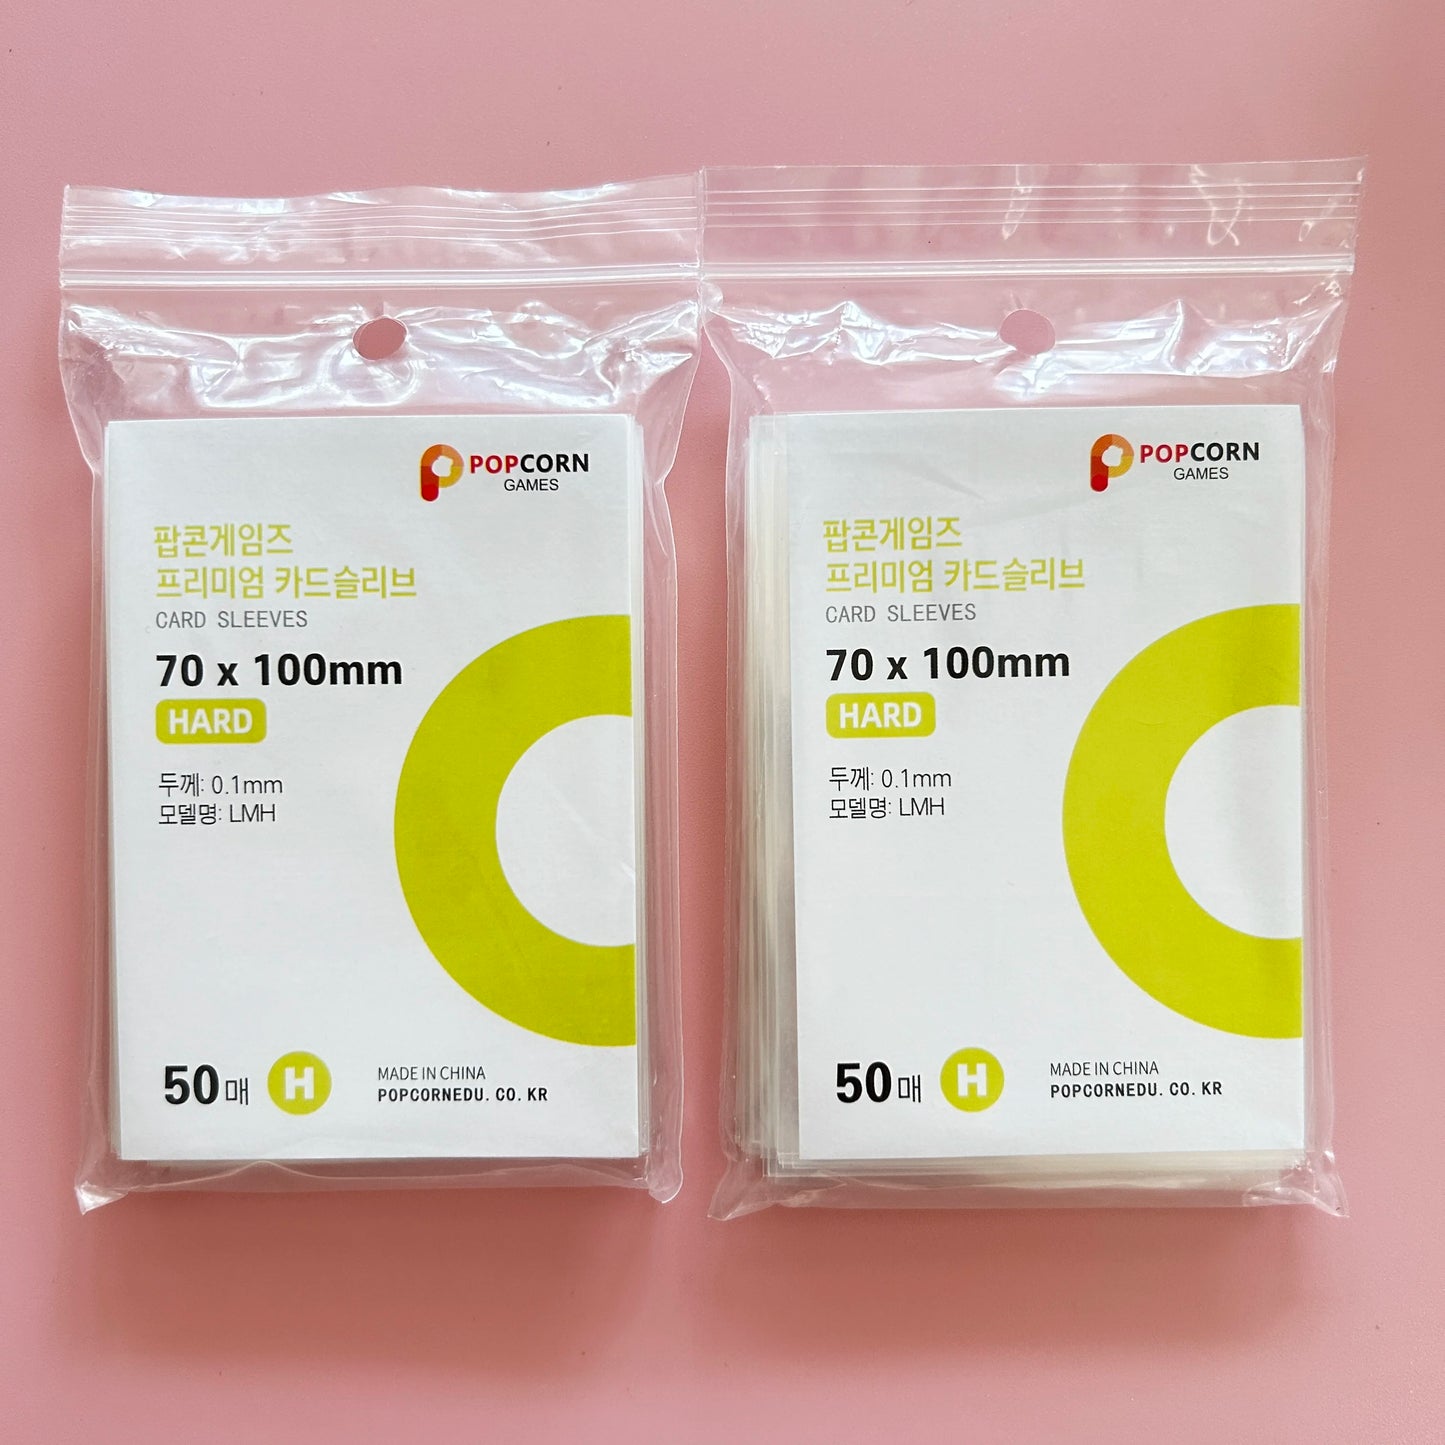 POPCORN
GAMES
팝콘게임즈
프리미엄 카드슬리브
CARD SLEEVES
70 x 100mm
HARD
두께: 0.1mm
모델명: LMH
50매 H
MADE IN CHINA
POPCORNEDU. CO. KR
POPCORN
GAMES
팝콘게임즈
프리미엄 카드슬리브
CARD SLEEVES
70 x 100mm
HARD
두께: 0.1mm
모델명: LMH
50매 H
MADE IN CHINA
POPCORNEDU. CO. KR